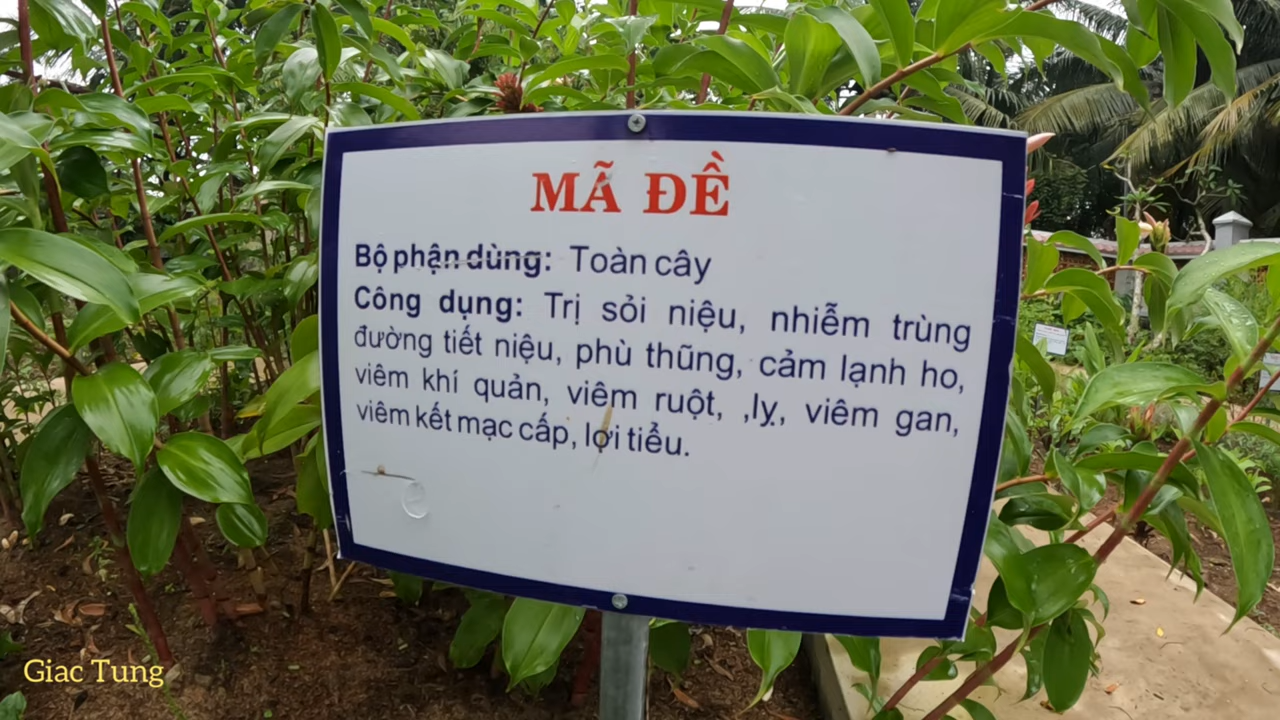 MÃ ĐỀ
Bộ phận dùng: Toàn cây
Công dụng: Trị sỏi niệu, nhiễm trùng
đường tiết niệu, phù thũng, cảm lạnh ho,
viêm khí quản, viêm ruột, ,lỵ, viêm gan,
viêm kết mạc cấp, lợi tiểu.
Giac Tung